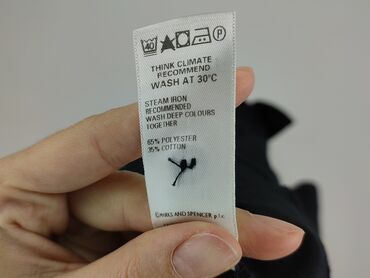 40 P
THINK CLIMATE
RECOMMEND
WASH AT 30°C
STEAM IRON
RECOMMENDED
WASH DEEP COLOURS
TOGETHER
65% POLYESTER
35% COTTON
©MARKS AND SPENCER p.l.c.